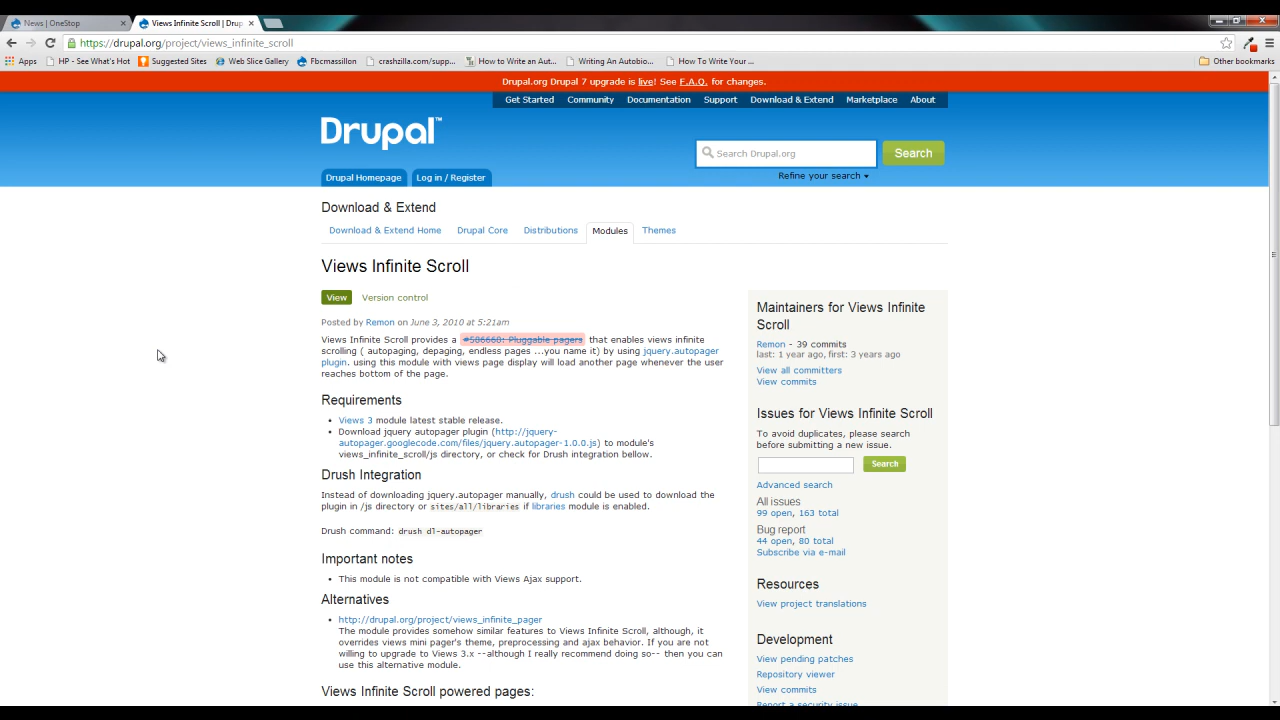 News | OneStop
Views Infinite Scroll | Drup
https://drupal.org/project/views_infinite_scroll
Apps
HP - See What's Hot
Suggested Sites
Web Slice Gallery
Fbcmassillon
crashzilla.com/supp...
How to Write an Aut...
Writing An Autobio...
How To Write Your ...
Other bookmarks
Drupal.org Drupal 7 upgrade is live! See F.A.Q. for changes.
Get Started Community Documentation Support Download & Extend Marketplace About
Drupal™
Search Drupal.org
Search
Refine your search
Drupal Homepage
Log in / Register
Download & Extend
Download & Extend Home Drupal Core Distributions Modules Themes
Views Infinite Scroll
View Version control
Posted by Remon on June 3, 2010 at 5:21am
Views Infinite Scroll provides a #586668: Pluggable pagers that enables views infinite
scrolling ( autopaging, depaging, endless pages ...you name it) by using jquery.autopager
plugin. using this module with views page display will load another page whenever the user
reaches bottom of the page.
Requirements
Views 3 module latest stable release.
Download jquery autopager plugin (http://jquery-
autopager.googlecode.com/files/jquery.autopager-1.0.0.js) to module's
views_infinite_scroll/js directory, or check for Drush integration below.
Drush Integration
Instead of downloading jquery.autopager manually, drush could be used to download the
plugin in /js directory or sites/all/libraries if libraries module is enabled.
Drush command: drush dl-autopager
Important notes
This module is not compatible with Views Ajax support.
Alternatives
http://drupal.org/project/views_infinite_pager
The module provides somehow similar features to Views Infinite Scroll, although, it
overrides views mini pager's theme, preprocessing and ajax behavior. If you are not
willing to upgrade to Views 3.x --although I really recommend doing so-- then you can
use this alternative module.
Views Infinite Scroll powered pages:
Maintainers for Views Infinite
Scroll
Remon - 39 commits
last: 1 year ago, first: 3 years ago
View all committers
View commits
Issues for Views Infinite Scroll
To avoid duplicates, please search
before submitting a new issue.
Search
Advanced search
All issues
99 open, 163 total
Bug report
44 open, 80 total
Subscribe via e-mail
Resources
View project translations
Development
View pending patches
Repository viewer
View commits
Report a security issue